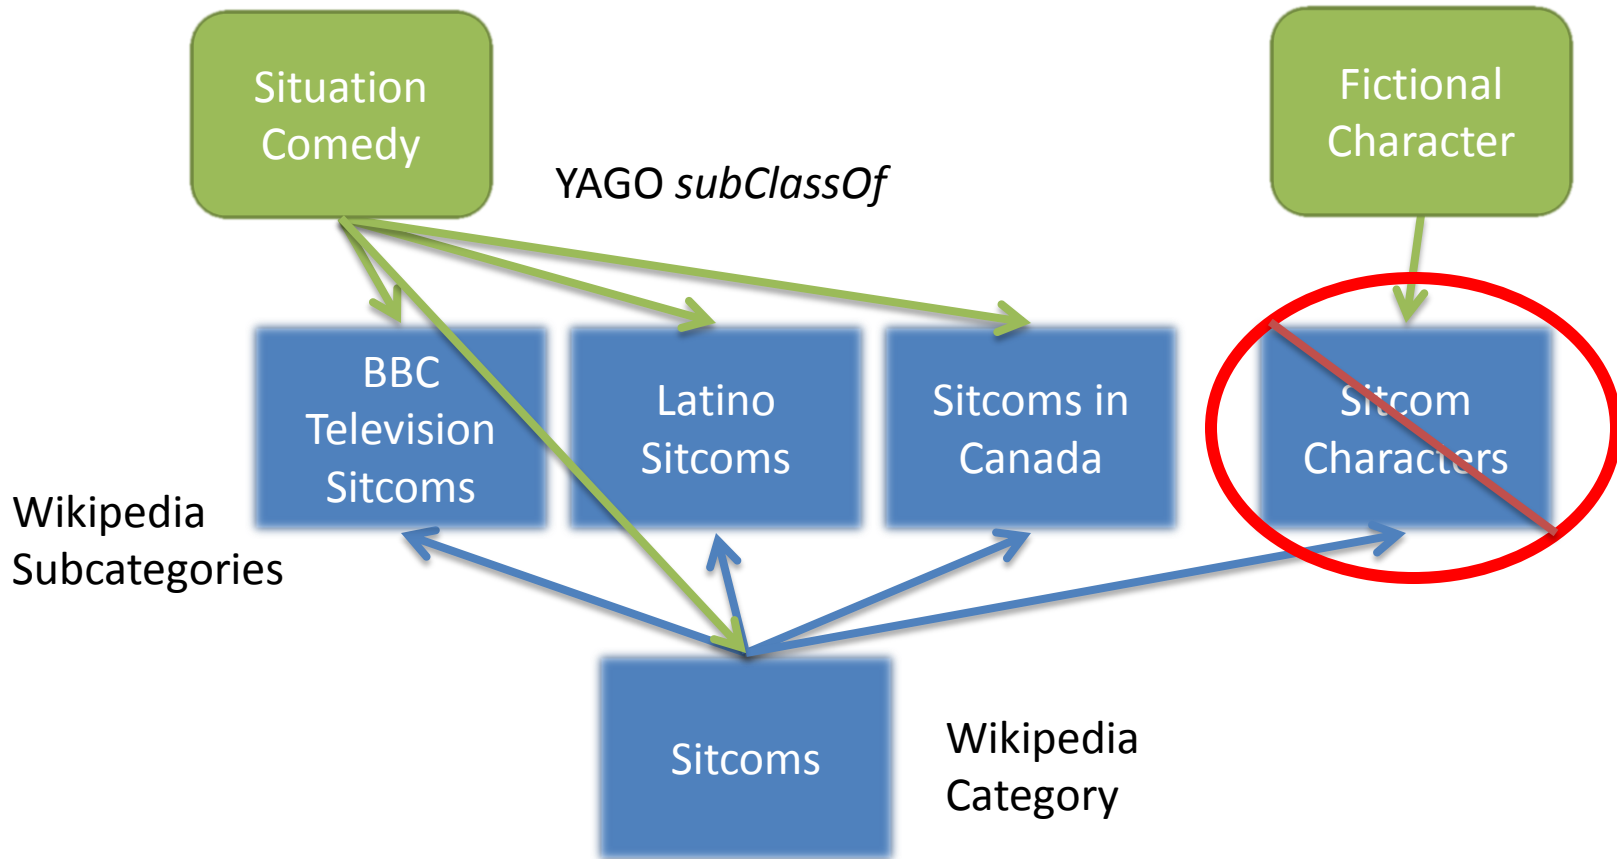 Situation
Comedy
Fictional
Character
YAGO subClassOf
BBC
Television
Sitcoms
Latino
Sitcoms
Sitcoms in
Canada
Sitcom
Characters
Wikipedia
Subcategories
Sitcoms
Wikipedia
Category